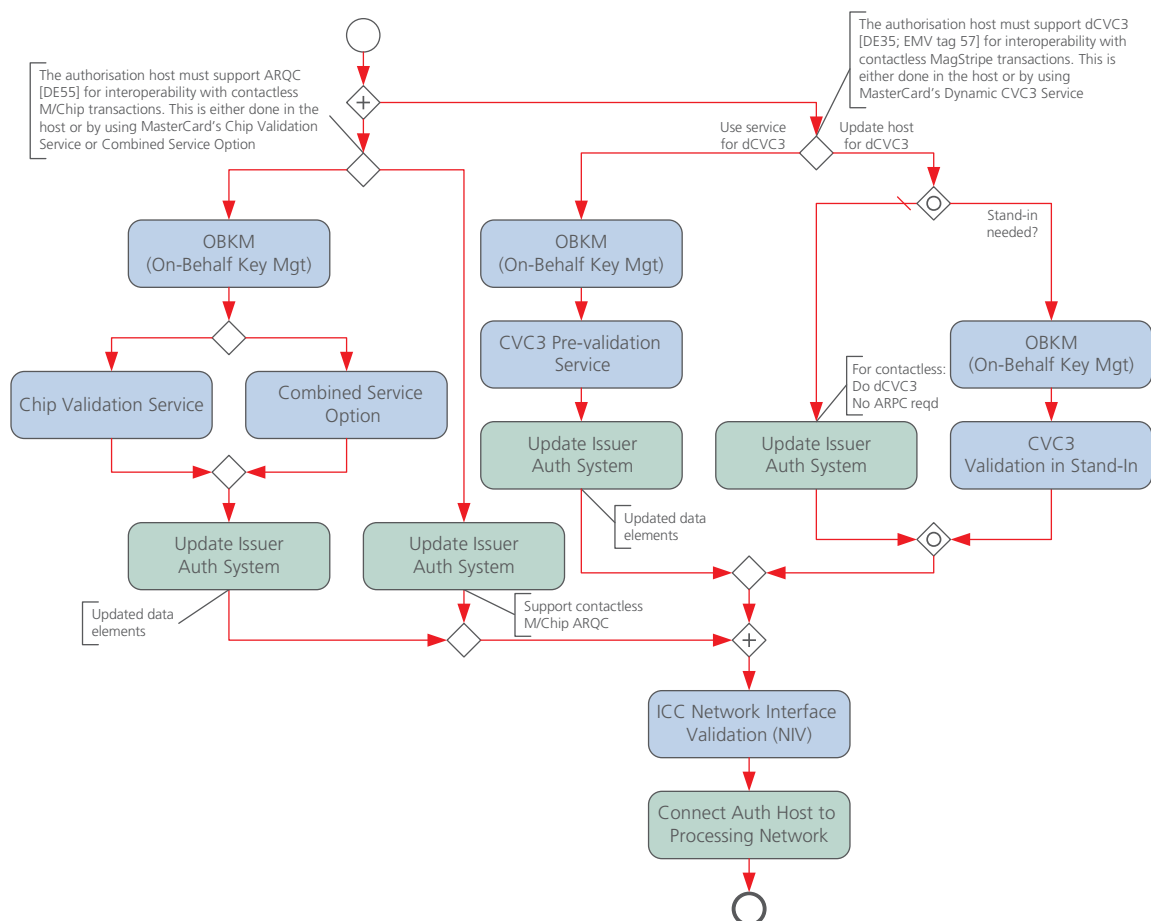 The authorisation host must support ARQC
[DE55] for interoperability with contactless
M/Chip transactions. This is either done in the
host or by using MasterCard's Chip Validation
Service or Combined Service Option
The authorisation host must support dCVC3
[DE35; EMV tag 57] for interoperability with
contactless MagStripe transactions. This is
either done in the host or by using
MasterCard's Dynamic CVC3 Service
Use service
for dCVC3
Update host
for dCVC3
Stand-in
needed?
OBKM
(On-Behalf Key Mgt)
OBKM
(On-Behalf Key Mgt)
CVC3 Pre-validation
Service
OBKM
(On-Behalf Key Mgt)
Chip Validation Service
Combined Service
Option
For contactless:
Do dCVC3
No ARPC reqd
Update Issuer
Auth System
Update Issuer
Auth System
CVC3
Validation in Stand-In
Updated data
elements
Update Issuer
Auth System
Update Issuer
Auth System
Updated data
elements
Support contactless
M/Chip ARQC
ICC Network Interface
Validation (NIV)
Connect Auth Host to
Processing Network